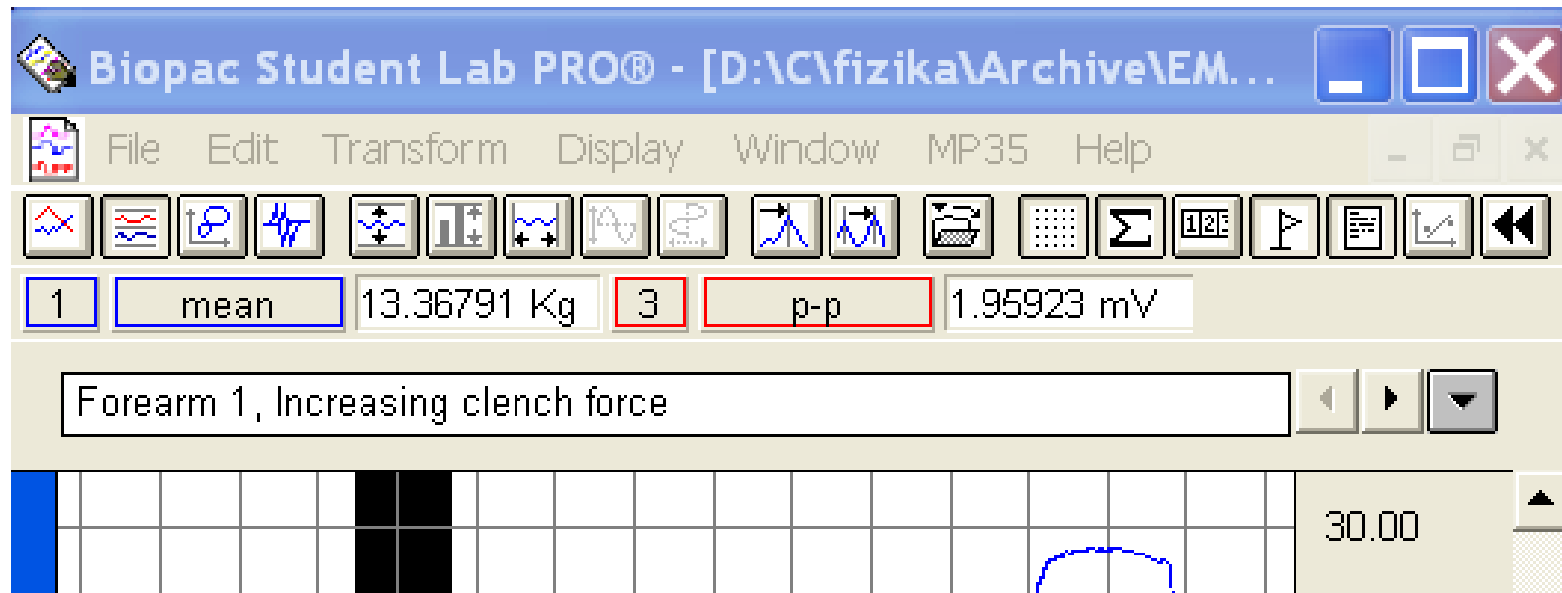 Biopac Student Lab PRO® - [D:\C\fizika\Archive\EM...
File Edit Transform Display Window MP35 Help
1 mean 13.36791 Kg 3 p-p 1.95923 mV
Forearm 1, Increasing clench force
30.00